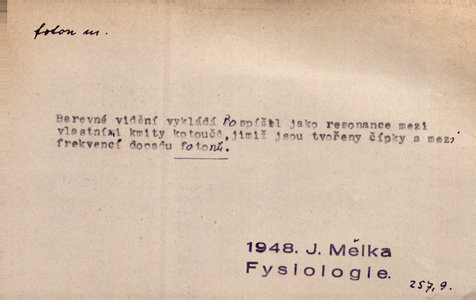 foton m.
Barevné vidění vykládá Pospíšil jako resonance mezi
vlastními kmity kotoučů, jimiž jsou tvořeny čípky a mezi
frekvencí dopadu fotonů.
1948. J. Mělka
Fysiologie.
257,9.